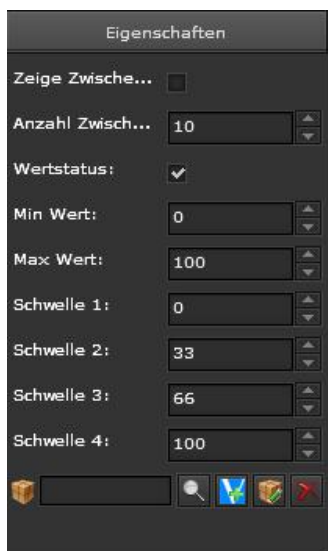 Eigenschaften
Zeige Zwische...
Anzahl Zwisch... 10
Wertstatus:
Min Wert: 0
Max Wert: 100
Schwelle 1: 0
Schwelle 2: 33
Schwelle 3: 66
Schwelle 4: 100